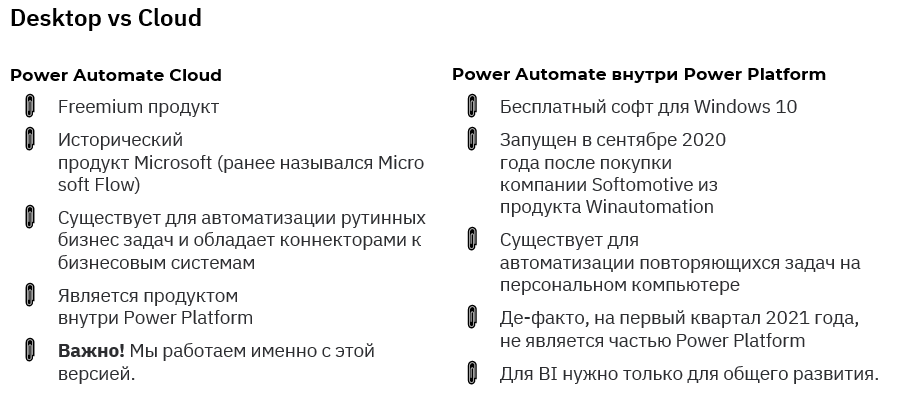 Desktop vs Cloud
Power Automate Cloud
Freemium продукт
Исторический
продукт Microsoft (ранее назывался Micro
soft Flow)
Существует для автоматизации рутинных
бизнес задач и обладает коннекторами к
бизнесовым системам
Является продуктом
внутри Power Platform
Важно! Мы работаем именно с этой
версией.
Power Automate внутри Power Platform
Бесплатный софт для Windows 10
Запущен в сентябре 2020
года после покупки
компании Softomotive из
продукта Winautomation
Существует для
автоматизации повторяющихся задач на
персональном компьютере
Де-факто, на первый квартал 2021 года,
не является частью Power Platform
Для BI нужно только для общего развития.